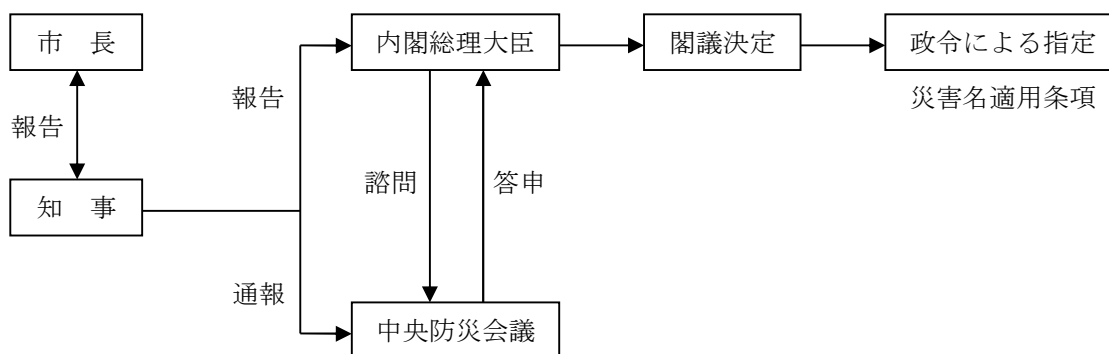 市　長
内閣総理大臣
閣議決定
政令による指定
災害名適用条項
報告
報告
諮問
答申
知　事
通報
中央防災会議